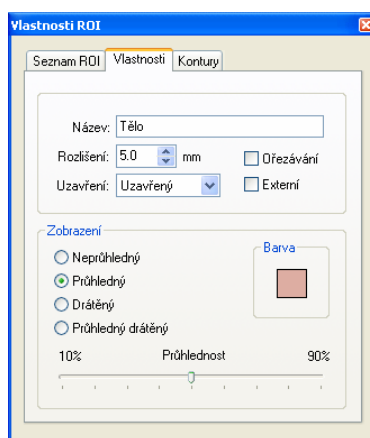 Vlastnosti ROI
Seznam ROI Vlastnosti Kontury
Název: Tělo
Rozlišení: 5.0 mm Ořezávání
Uzavření: Uzavřený Externí
Zobrazení
Barva
Neprůhledný
Průhledný
Drátěný
Průhledný drátěný
10% Průhlednost 90%